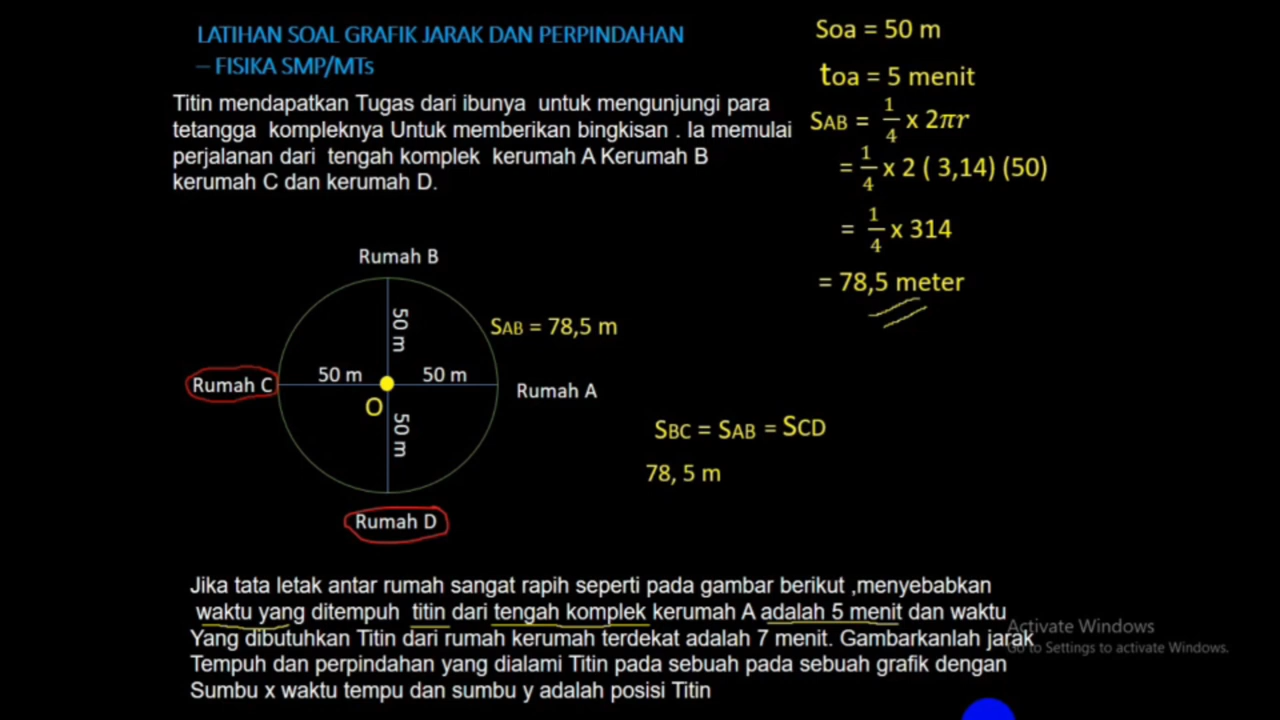 LATIHAN SOAL GRAFIK JARAK DAN PERPINDAHAN
– FISIKA SMP/MTs
Titin mendapatkan Tugas dari ibunya untuk mengunjungi para
tetangga kompleknya Untuk memberikan bingkisan . Ia memulai
perjalanan dari tengah komplek kerumah A Kerumah B
kerumah C dan kerumah D.
Soa = 50 m
toa = 5 menit
SAB = 1/4 x 2πr
= 1/4 x 2 ( 3,14) (50)
= 1/4 x 314
= 78,5 meter
Rumah B
50 m
SAB = 78,5 m
Rumah C
50 m
50 m
Rumah A
O
50 m
Rumah D
SBC = SAB = SCD
78, 5 m
Jika tata letak antar rumah sangat rapih seperti pada gambar berikut ,menyebabkan
waktu yang ditempuh titin dari tengah komplek kerumah A adalah 5 menit dan waktu
Yang dibutuhkan Titin dari rumah kerumah terdekat adalah 7 menit. Gambarkanlah jarak
Tempuh dan perpindahan yang dialami Titin pada sebuah pada sebuah grafik dengan
Sumbu x waktu tempu dan sumbu y adalah posisi Titin
Activate Windows
Go to Settings to activate Windows.